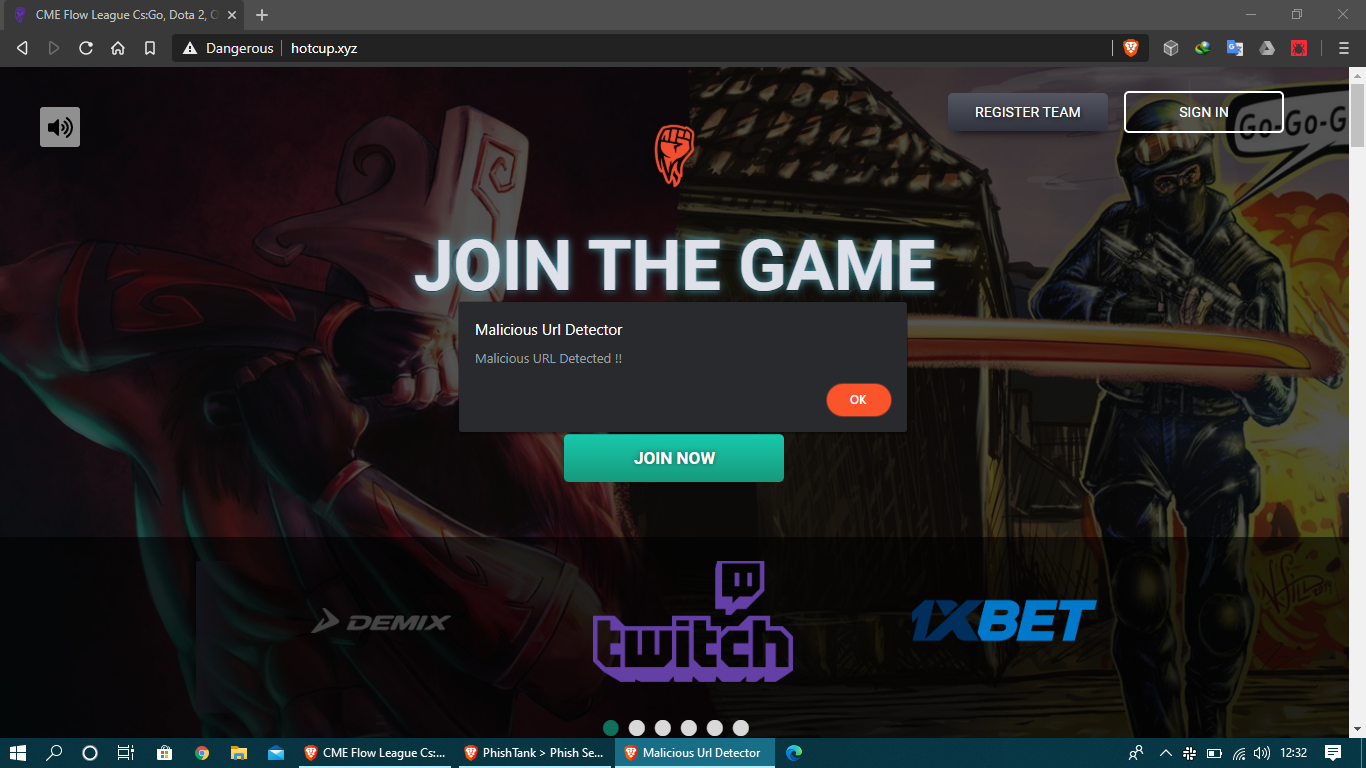 CME Flow League Cs:Go, Dota 2, O
Dangerous
hotcup.xyz
REGISTER TEAM
SIGN IN
Go-Go-G
JOIN THE GAME
Malicious Url Detector
Malicious URL Detected !!
OK
JOIN NOW
DEMIX
twitch
1XBET
CME Flow League Cs:...
PhishTank > Phish Se...
Malicious Url Detector
12:32